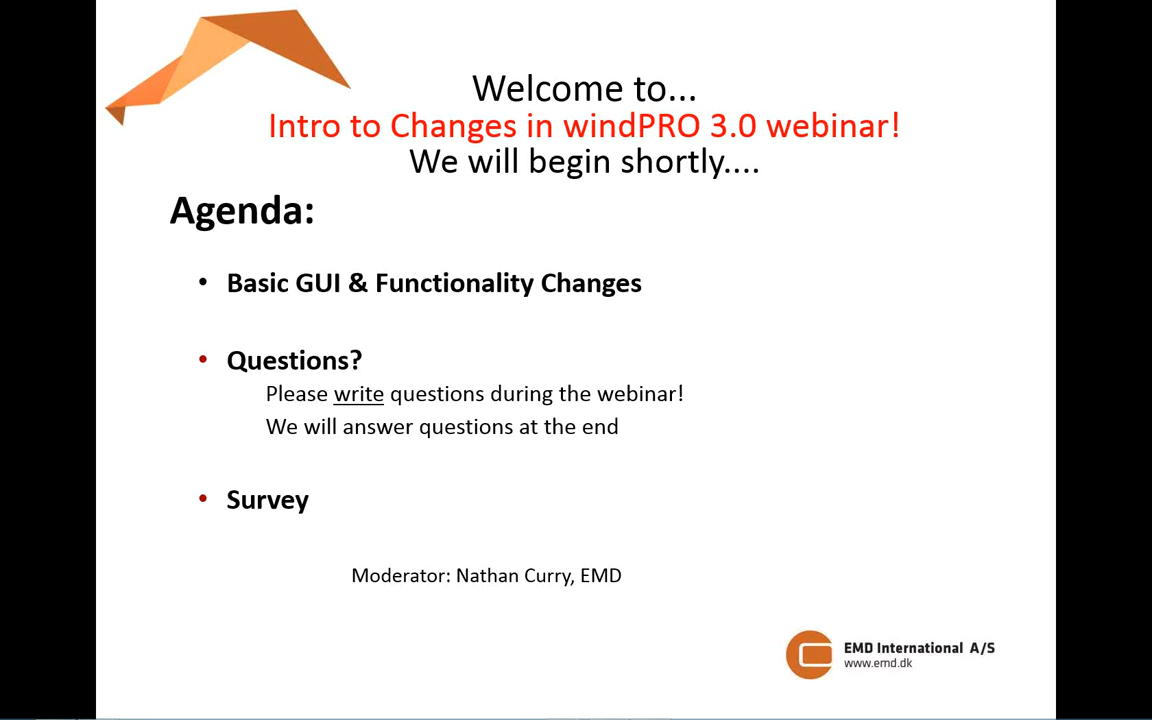 Welcome to...
Intro to Changes in windPRO 3.0 webinar!
We will begin shortly....
Agenda:
• Basic GUI & Functionality Changes
• Questions?
Please write questions during the webinar!
We will answer questions at the end
• Survey
Moderator: Nathan Curry, EMD
EMD International A/S
www.emd.dk